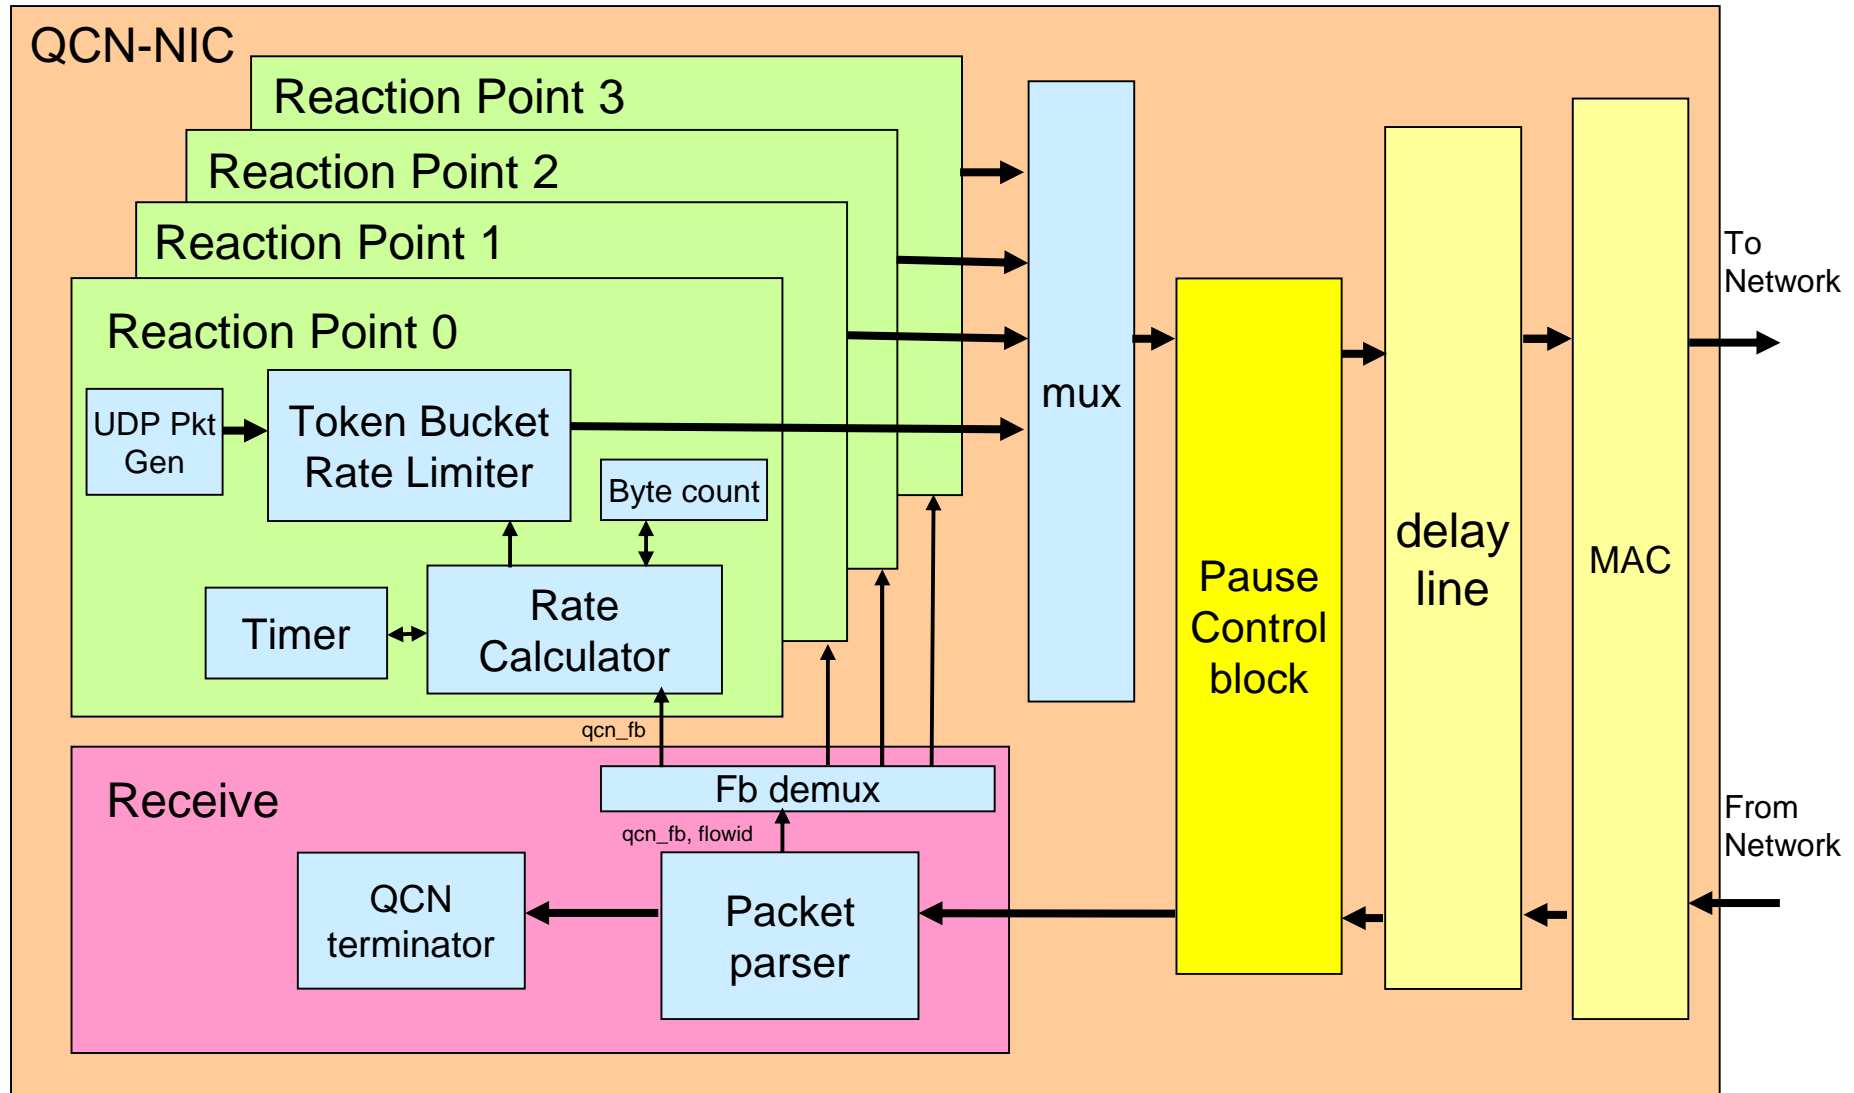 QCN-NIC
Reaction Point 3
Reaction Point 2
Reaction Point 1
Reaction Point 0
UDP Pkt
Gen
Token Bucket
Rate Limiter
Byte count
Timer
Rate
Calculator
qcn_fb
Receive
Fb demux
qcn_fb, flowid
QCN
terminator
Packet
parser
mux
Pause
Control
block
delay
line
MAC
To
Network
From
Network